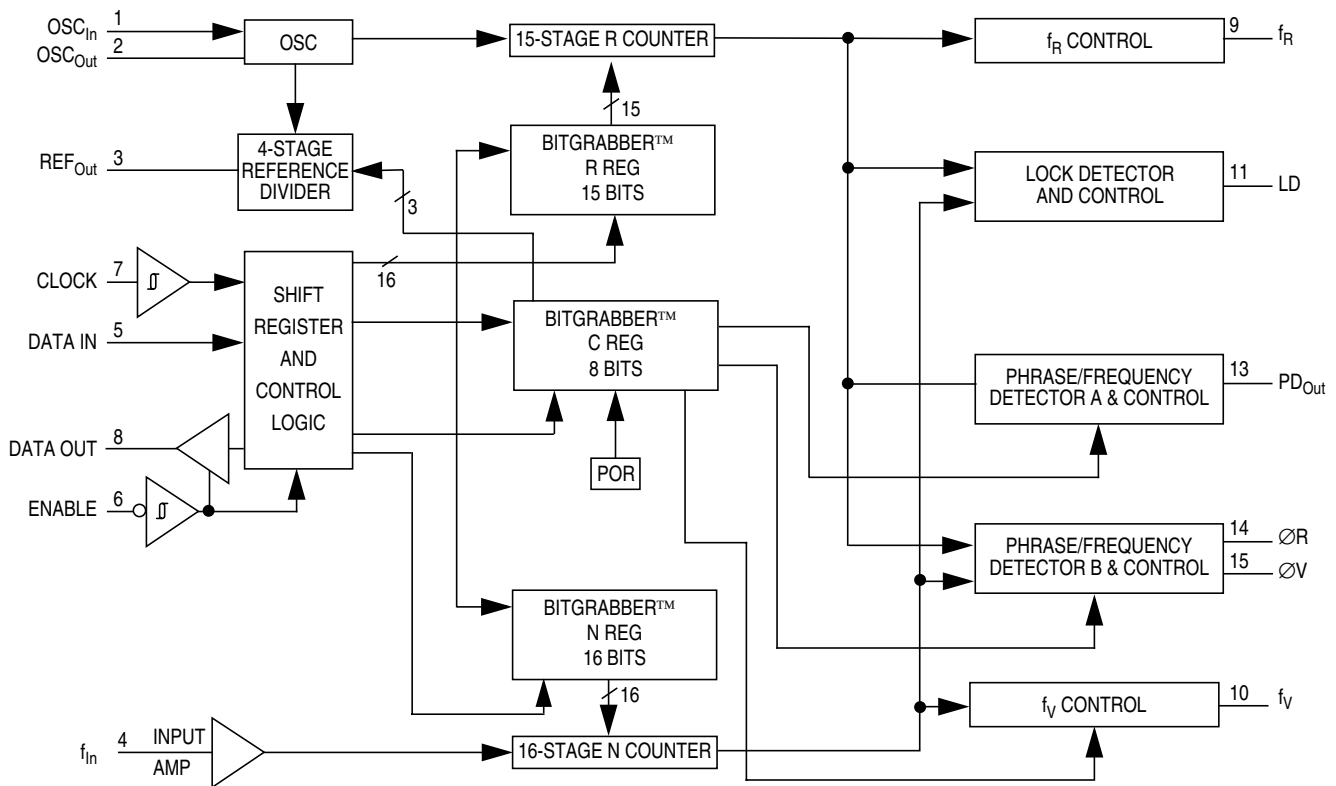 OSCIn 1
OSCOut 2
OSC
15-STAGE R COUNTER
fR CONTROL
9 fR
15
REFOut 3
4-STAGE
REFERENCE
DIVIDER
3
BITGRABBER™
R REG
15 BITS
LOCK DETECTOR
AND CONTROL
11 LD
16
CLOCK 7
DATA IN 5
SHIFT
REGISTER
AND
CONTROL
LOGIC
BITGRABBER™
C REG
8 BITS
PHRASE/FREQUENCY
DETECTOR A & CONTROL
13 PDOut
DATA OUT 8
ENABLE 6
POR
PHRASE/FREQUENCY
DETECTOR B & CONTROL
14 ∅R
15 ∅V
BITGRABBER™
N REG
16 BITS
16
fV CONTROL
10 fV
fIn 4 INPUT
AMP
16-STAGE N COUNTER